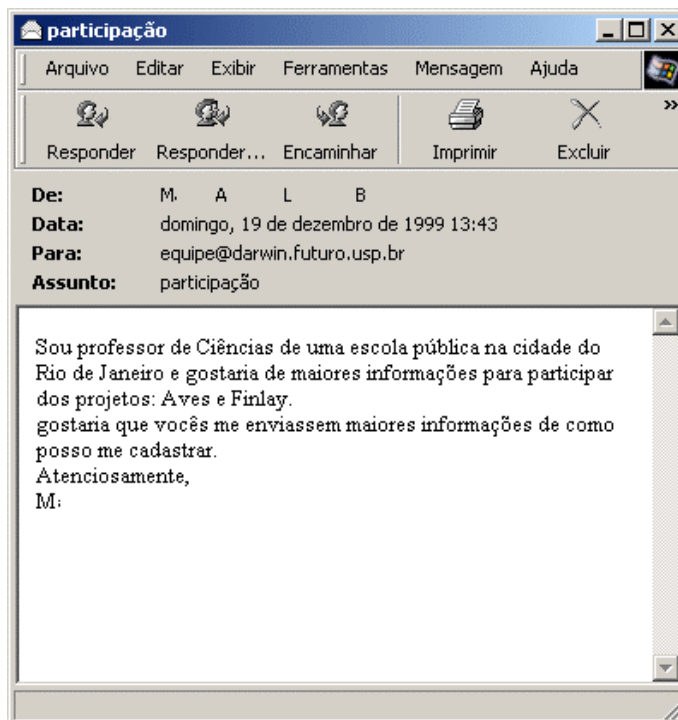 participação
Arquivo Editar Exibir Ferramentas Mensagem Ajuda
Responder Responder... Encaminhar Imprimir Excluir
De: M. A L B
Data: domingo, 19 de dezembro de 1999 13:43
Para: equipe@darwin.futuro.usp.br
Assunto: participação
Sou professor de Ciências de uma escola pública na cidade do
Rio de Janeiro e gostaria de maiores informações para participar
dos projetos: Aves e Finlay.
gostaria que vocês me enviassem maiores informações de como
posso me cadastrar.
Atenciosamente,
M